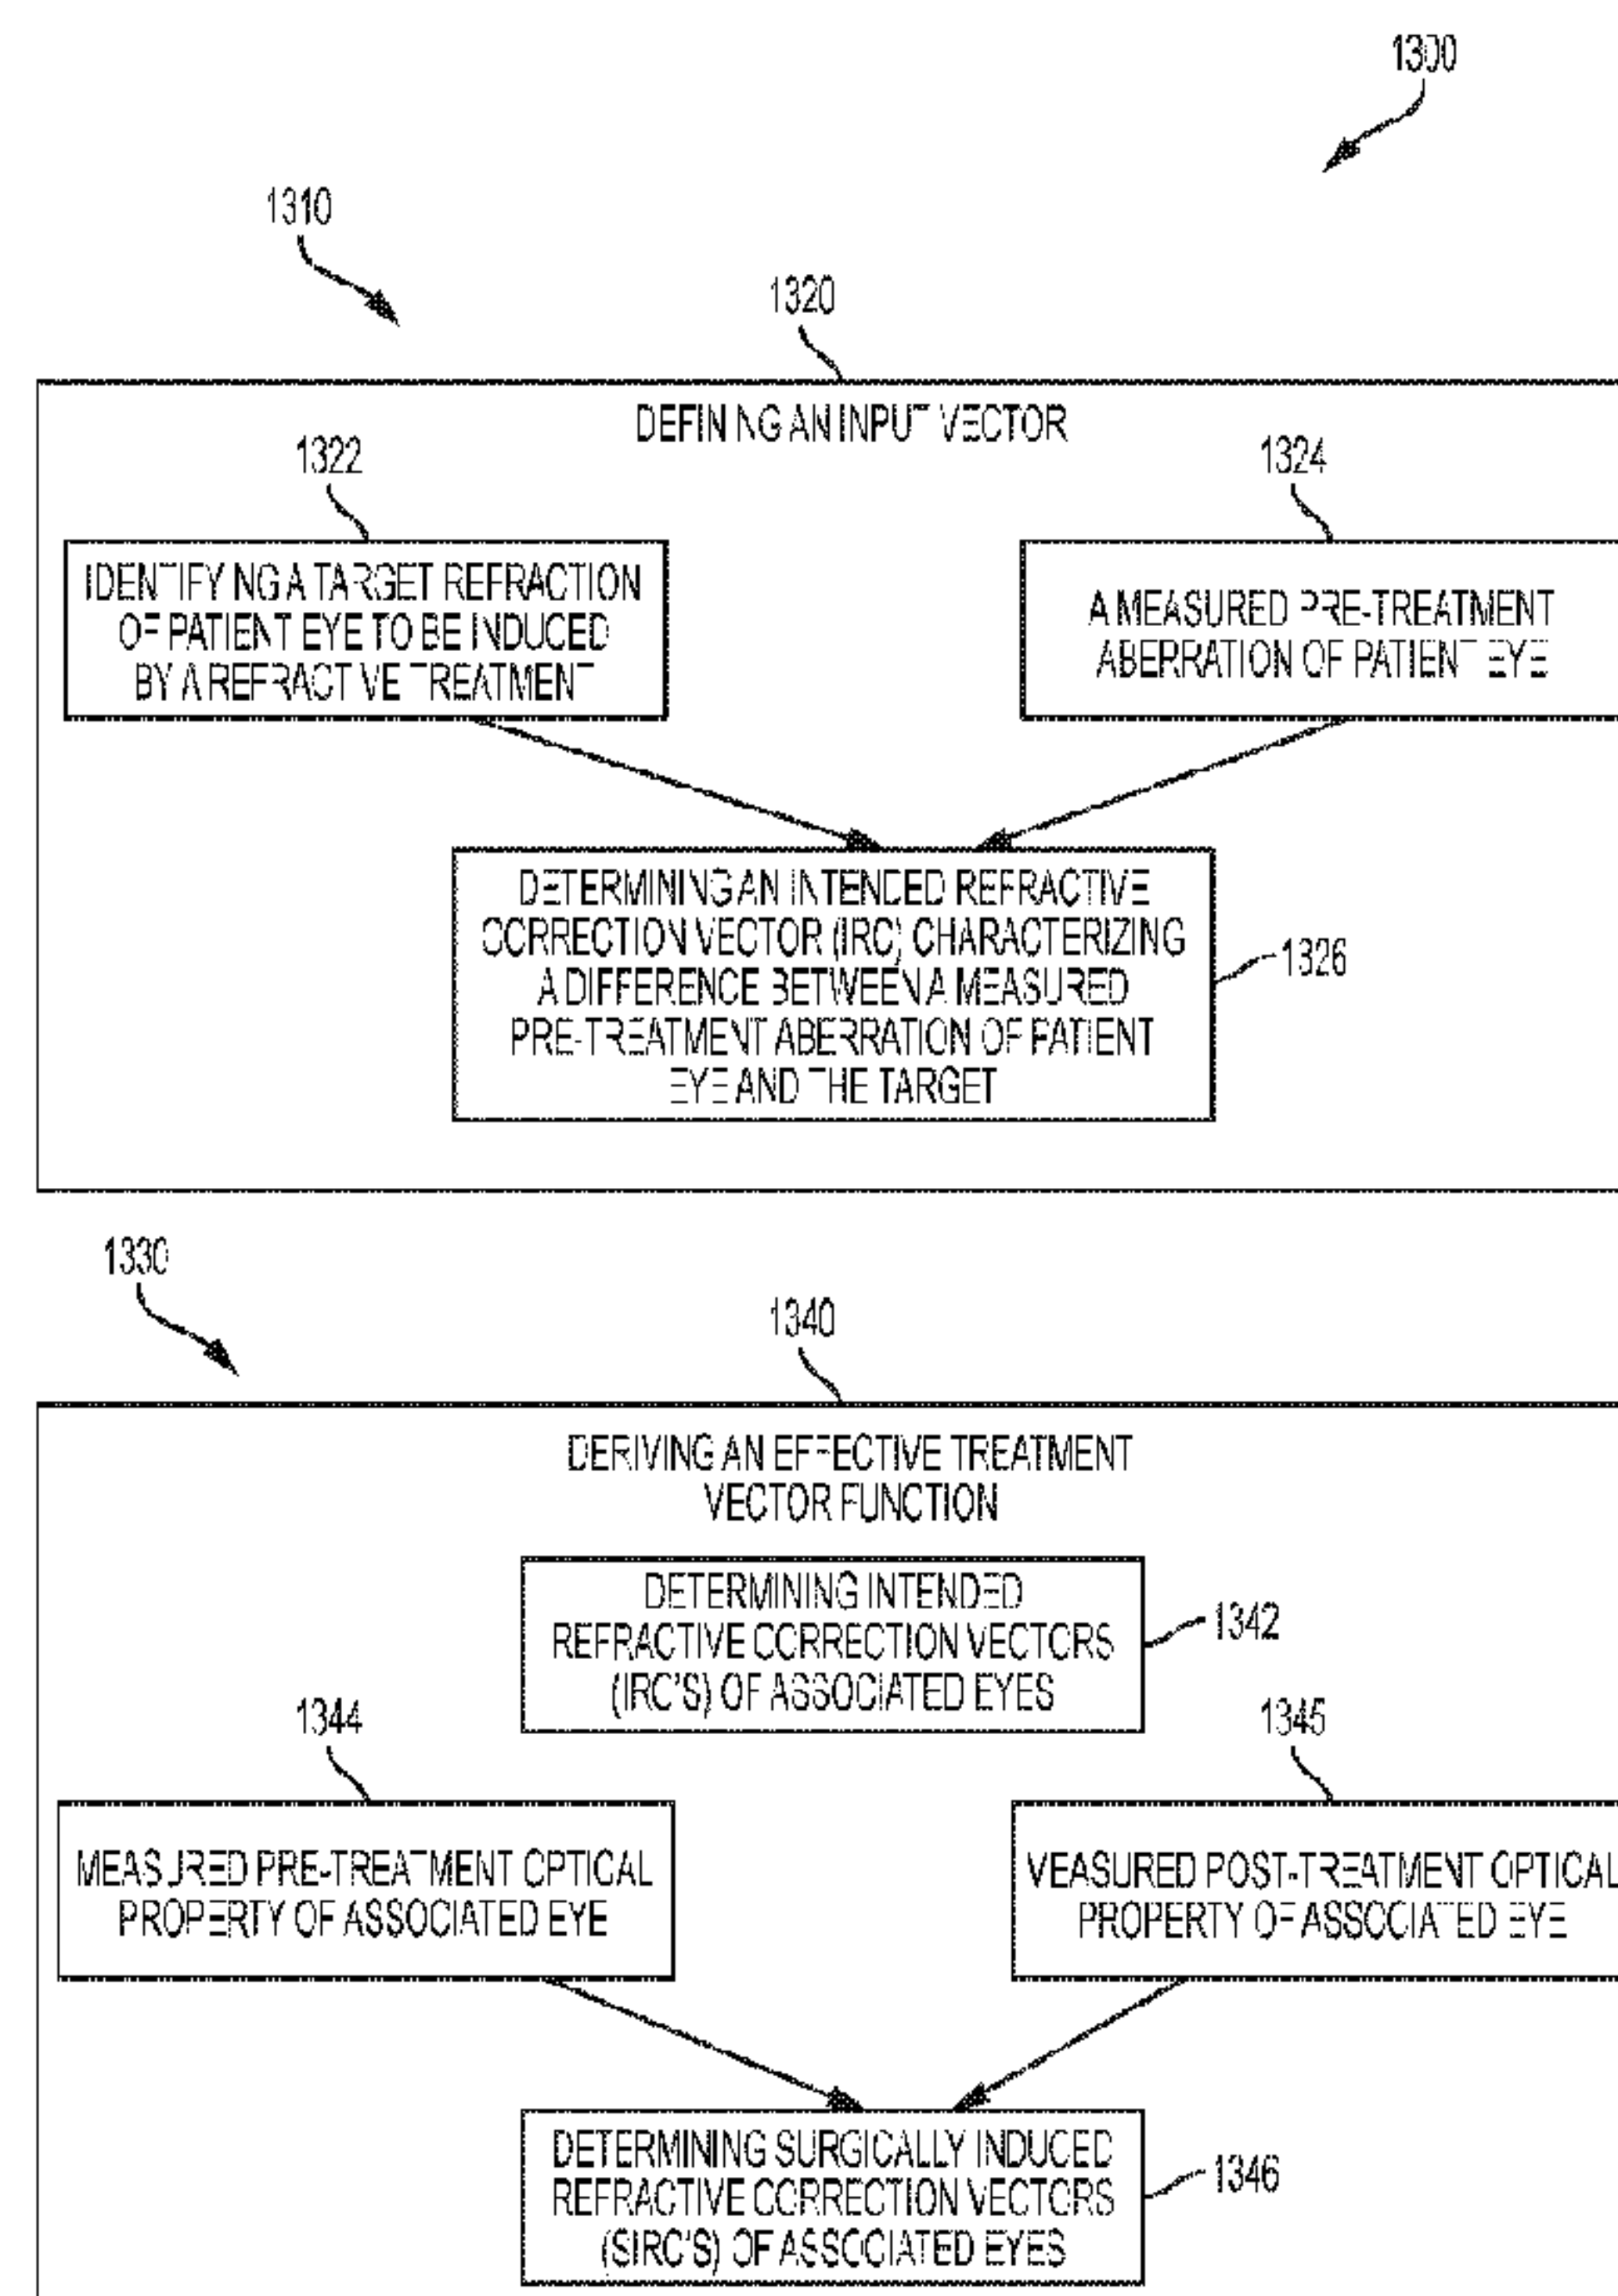 1300
1310
1320
DEFINING AN INPUT VECTOR
1322
1324
IDENTIFYING A TARGET REFRACTION
OF PATIENT EYE TO BE INDUCED
BY A REFRACTIVE TREATMENT
A MEASURED PRE-TREATMENT
ABERRATION OF PATIENT EYE
DETERMINING AN INTENDED REFRACTIVE
CORRECTION VECTOR (IRC) CHARACTERIZING
A DIFFERENCE BETWEEN A MEASURED
PRE-TREATMENT ABERRATION OF PATIENT
EYE AND THE TARGET
1326
1330
1340
DERIVING AN EFFECTIVE TREATMENT
VECTOR FUNCTION
DETERMINING INTENDED
REFRACTIVE CORRECTION VECTORS
(IRC'S) OF ASSOCIATED EYES
1342
1344
1345
MEASURED PRE-TREATMENT OPTICAL
PROPERTY OF ASSOCIATED EYE
MEASURED POST-TREATMENT OPTICAL
PROPERTY OF ASSOCIATED EYE
DETERMINING SURGICALLY INDUCED
REFRACTIVE CORRECTION VECTORS
(SIRC'S) OF ASSOCIATED EYES
1346